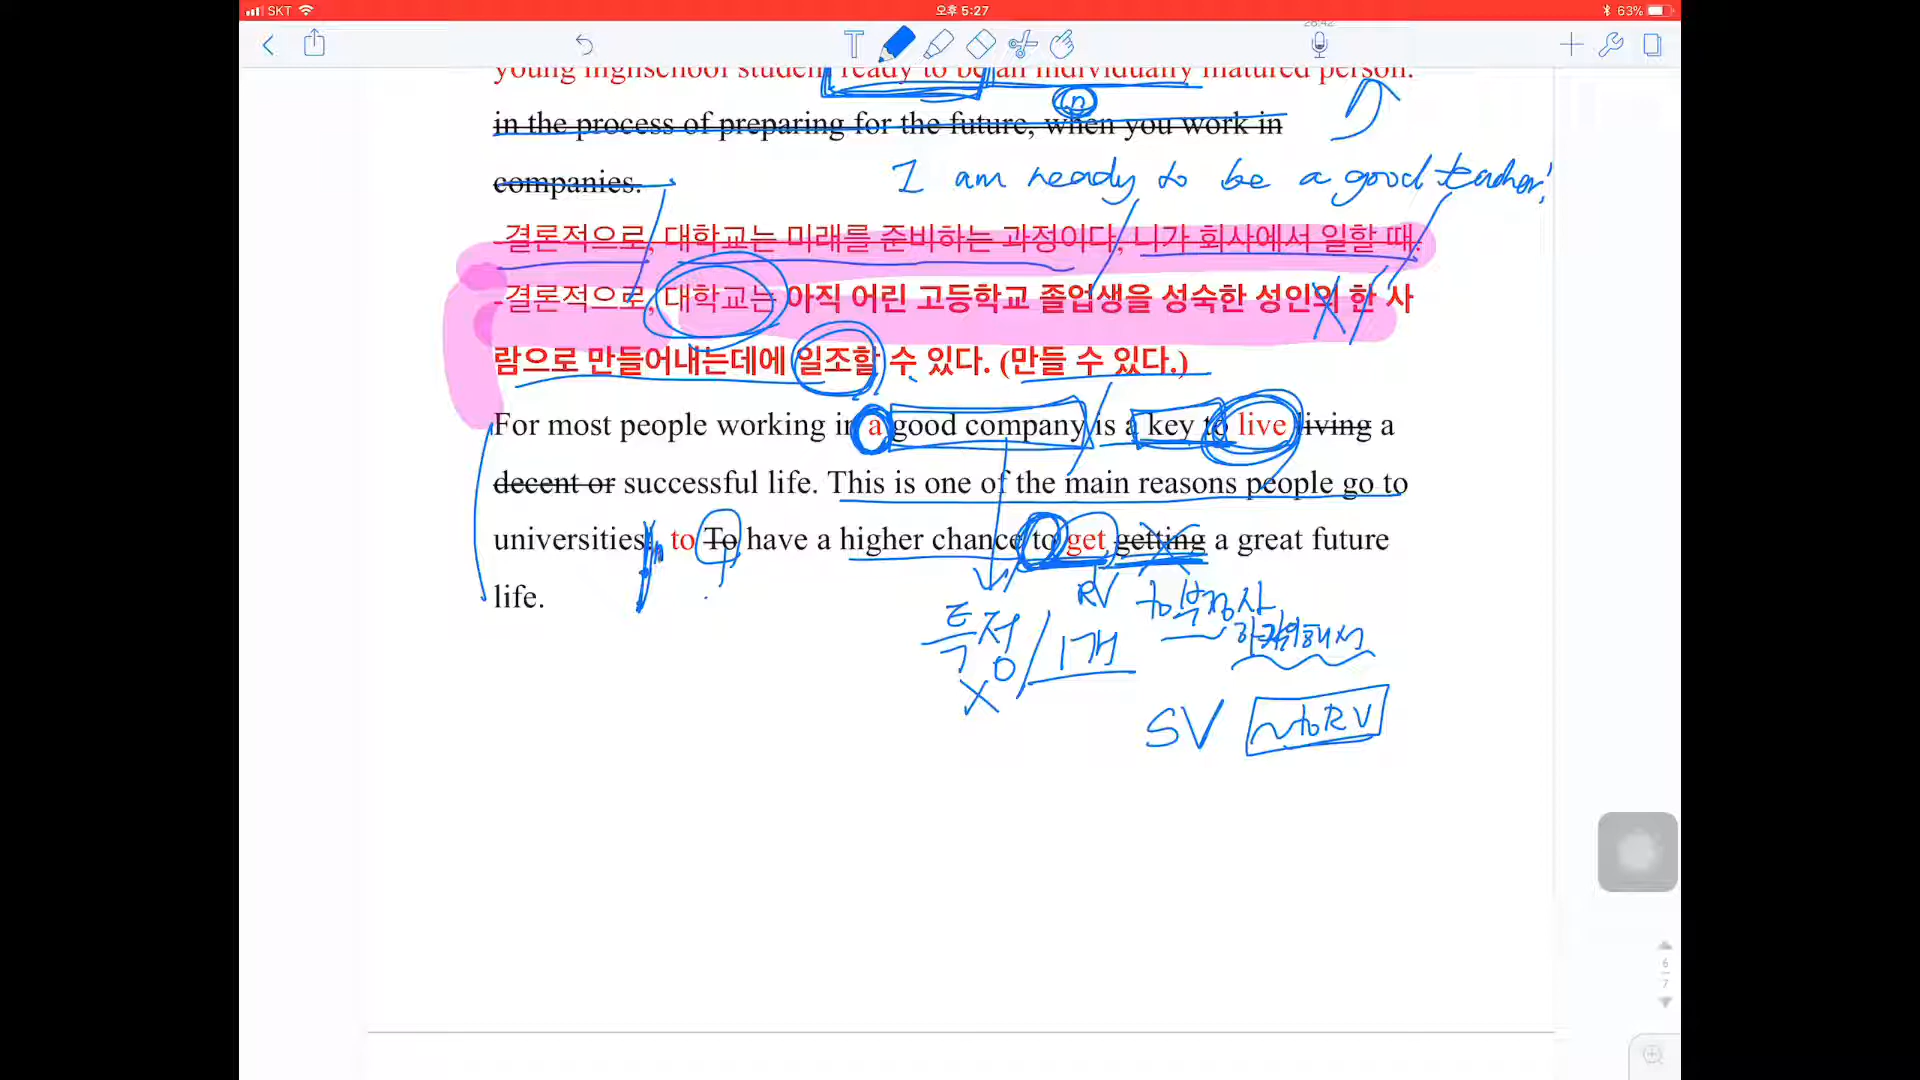 SKT 오후 5:27 63%
T
young highschool student ready to be an individually matured person.
n
in the process of preparing for the future, when you work in
companies.
I am ready to be a good teacher!
-결론적으로, 대학교는 미래를 준비하는 과정이다, 니가 회사에서 일할 때.
-결론적으로, 대학교는 아직 어린 고등학교 졸업생을 성숙한 성인의 한 사
람으로 만들어내는데에 일조할 수 있다. (만들 수 있다.)
For most people working in a good company is a key to live living a
decent or successful life. This is one of the main reasons people go to
universities. to To have a higher chance to get getting a great future
life.
RV to부정사
특정 / 1개 하기위해서
O
X
SV ~to RV
6
7